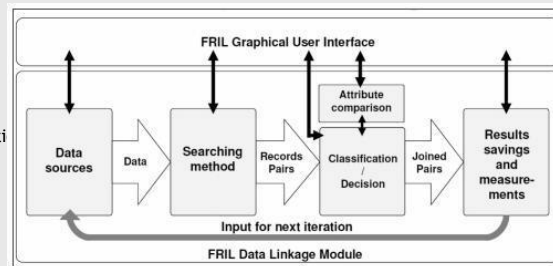 FRIL Graphical User Interface
Attribute
comparison
ki
Data
sources
Data
Searching
method
Records
Pairs
Classification
/
Decision
Joined
Pairs
Results
savings
and
measure-
ments
Input for next iteration
FRIL Data Linkage Module